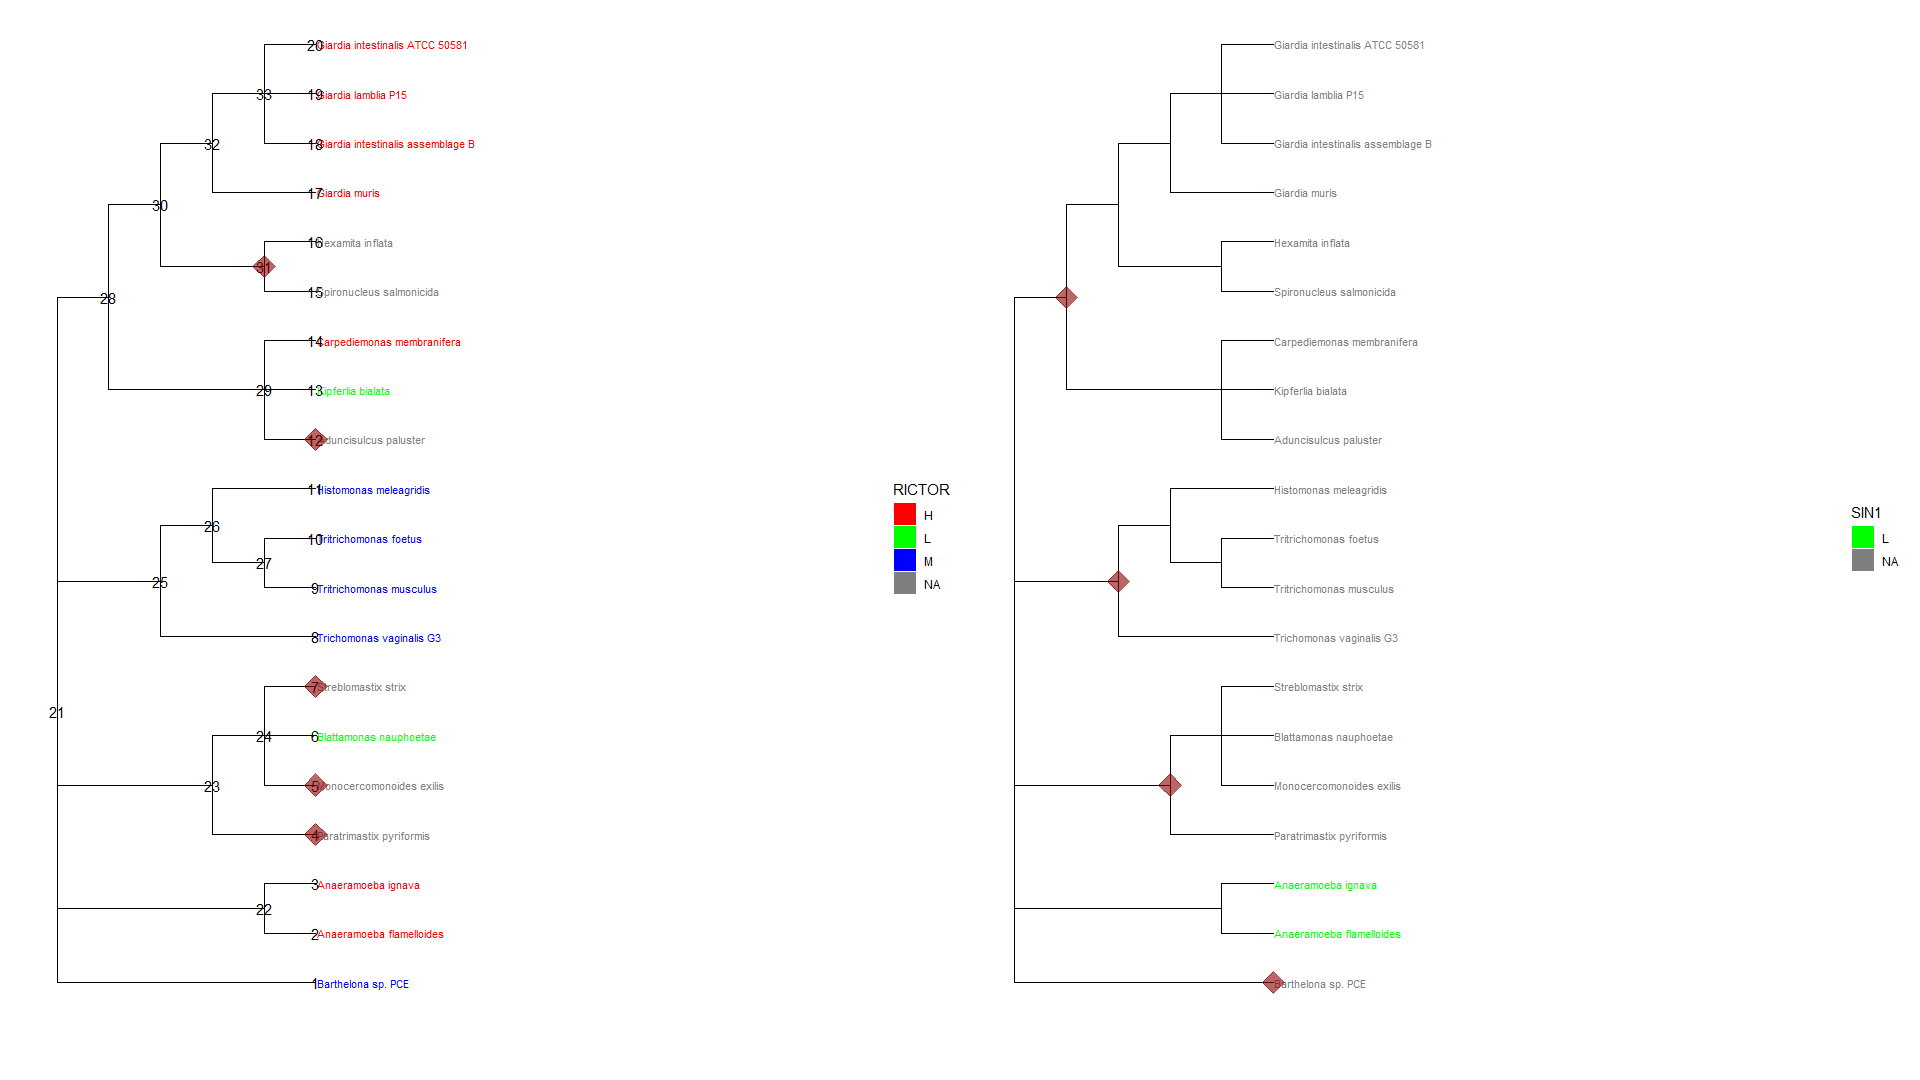 20 Giardia intestinalis ATCC 50581
33 19 Giardia lamblia P15
32 18 Giardia intestinalis assemblage B
17 Giardia muris
30
16 Hexamita inflata
31
15 Spironucleus salmonicida
28
14 Carpediemonas membranifera
29 13 Kipferlia bialata
12 Aduncisulcus paluster
11 Histomonas meleagridis
26
10 Tritrichomonas foetus
27
25
9 Tritrichomonas musculus
8 Trichomonas vaginalis G3
7 Streblomastix strix
21
24 6 Blattamonas nauphoetae
23 5 Monocercomonoides exilis
4 Paratrimastix pyriformis
3 Anaeramoeba ignava
22
2 Anaeramoeba flamelloides
1 Barthelona sp. PCE
RICTOR
H
L
M
NA
Giardia intestinalis ATCC 50581
Giardia lamblia P15
Giardia intestinalis assemblage B
Giardia muris
Hexamita inflata
Spironucleus salmonicida
Carpediemonas membranifera
Kipferlia bialata
Aduncisulcus paluster
Histomonas meleagridis
Tritrichomonas foetus
Tritrichomonas musculus
Trichomonas vaginalis G3
Streblomastix strix
Blattamonas nauphoetae
Monocercomonoides exilis
Paratrimastix pyriformis
Anaeramoeba ignava
Anaeramoeba flamelloides
Barthelona sp. PCE
SIN1
L
NA